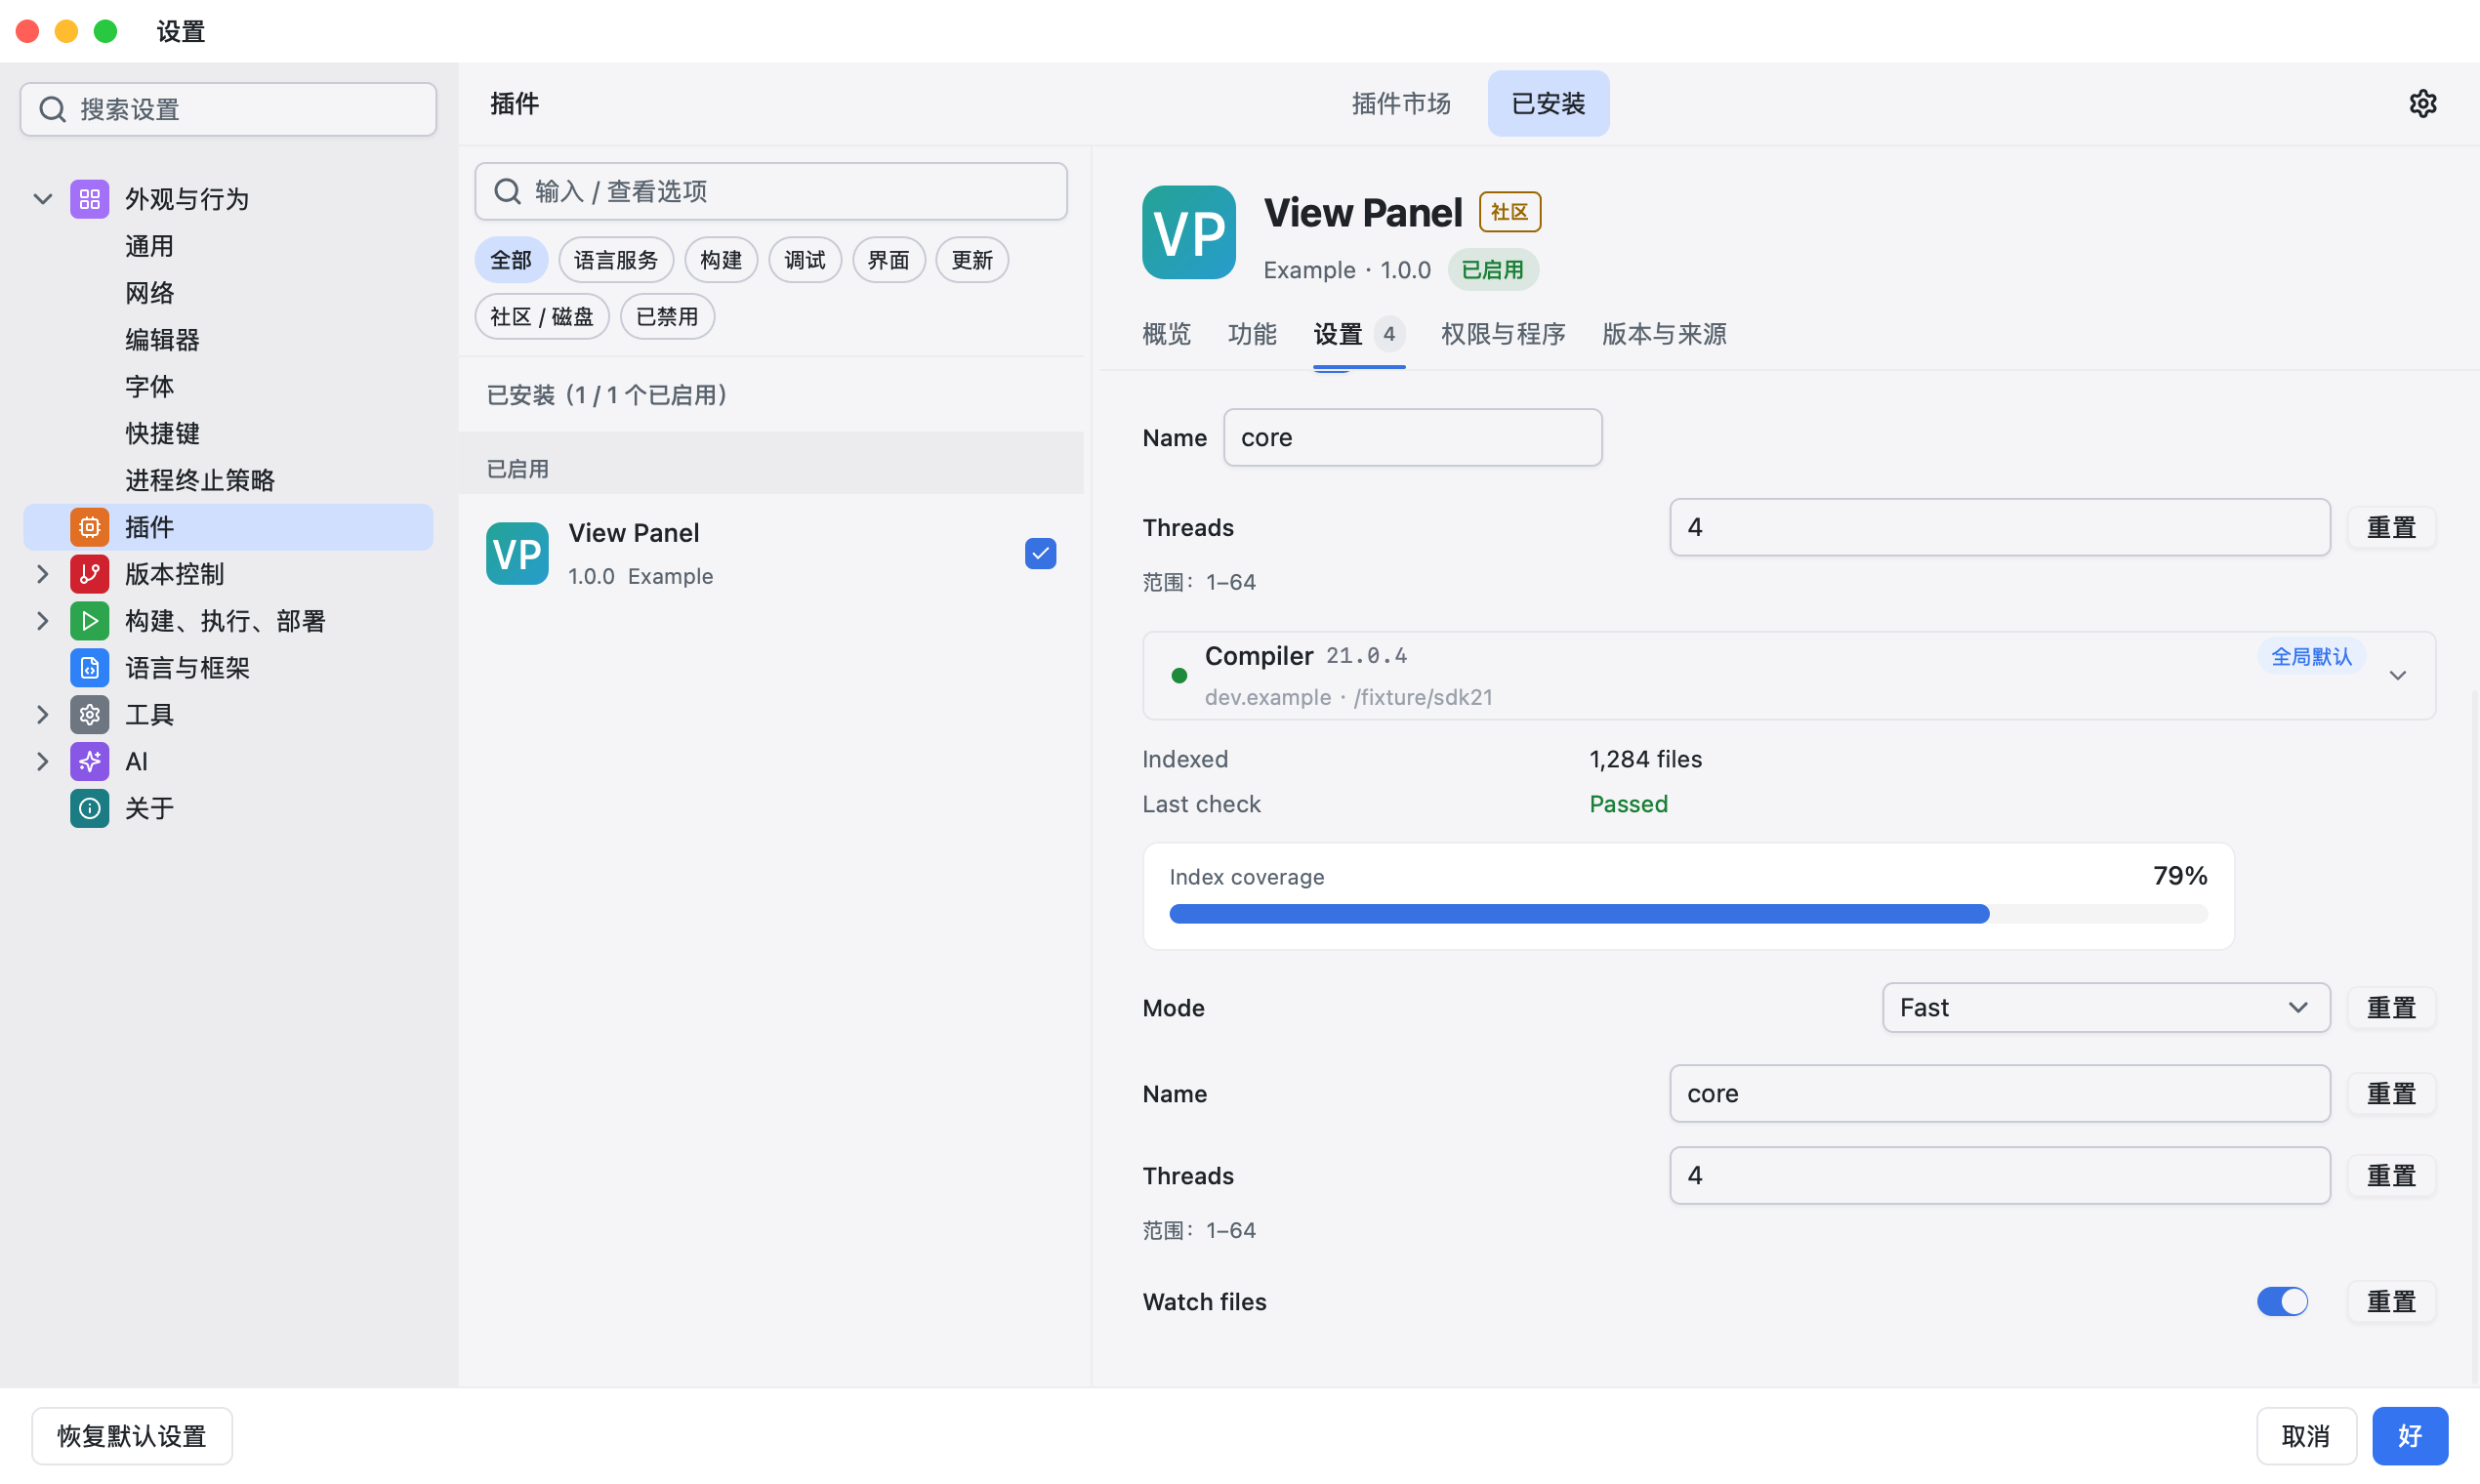 设置
搜索设置
外观与行为
通用
网络
编辑器
字体
快捷键
进程终止策略
插件
版本控制
构建、执行、部署
语言与框架
工具
AI
关于
插件
插件市场
已安装
输入 / 查看选项
全部
语言服务
构建
调试
界面
更新
社区 / 磁盘
已禁用
已安装（1 / 1 个已启用）
已启用
VP
View Panel
1.0.0 Example
VP
View Panel 社区
Example · 1.0.0 已启用
概览
功能
设置 4
权限与程序
版本与来源
Name core
Threads 4 重置
范围：1–64
Compiler 21.0.4 全局默认
dev.example · /fixture/sdk21
Indexed 1,284 files
Last check Passed
Index coverage 79%
Mode Fast 重置
Name core 重置
Threads 4 重置
范围：1–64
Watch files 重置
恢复默认设置
取消
好